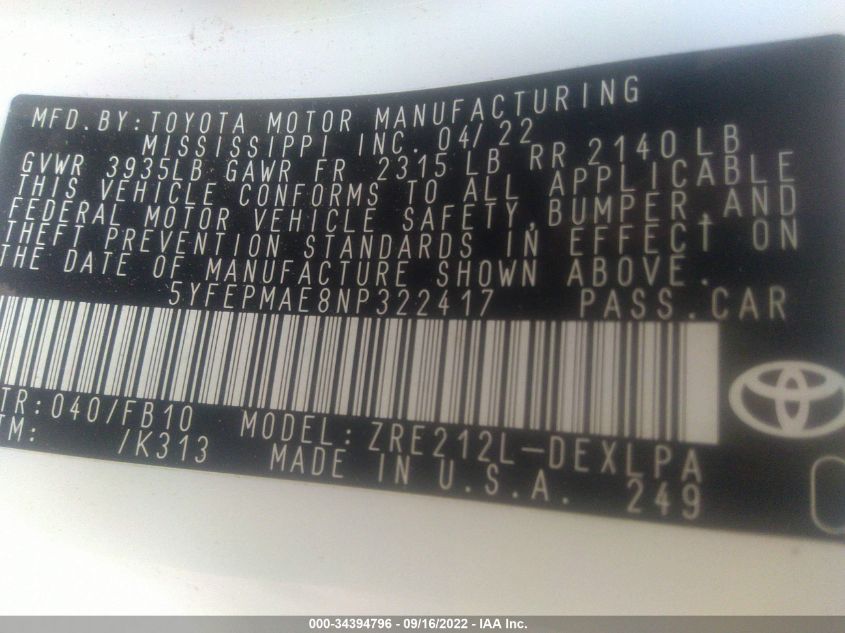 MFD.BY:TOYOTA MOTOR MANUFACTURING
MISSISSIPPI INC. 04/22
GVWR 3935LB GAWR FR 2315 LB RR 2140LB
THIS VEHICLE CONFORMS TO ALL APPLICABLE
FEDERAL MOTOR VEHICLE SAFETY,BUMPER,AND
THEFT PREVENTION STANDARDS IN EFFECT ON
THE DATE OF MANUFACTURE SHOWN ABOVE.
5YFEPMAE8NP322417 PASS.CAR
TR:040/FB10 MODEL:ZRE212L-DEXLPA
TM: /K313 MADE IN U.S.A. 249
000-34394796 - 09/16/2022 - IAA Inc.